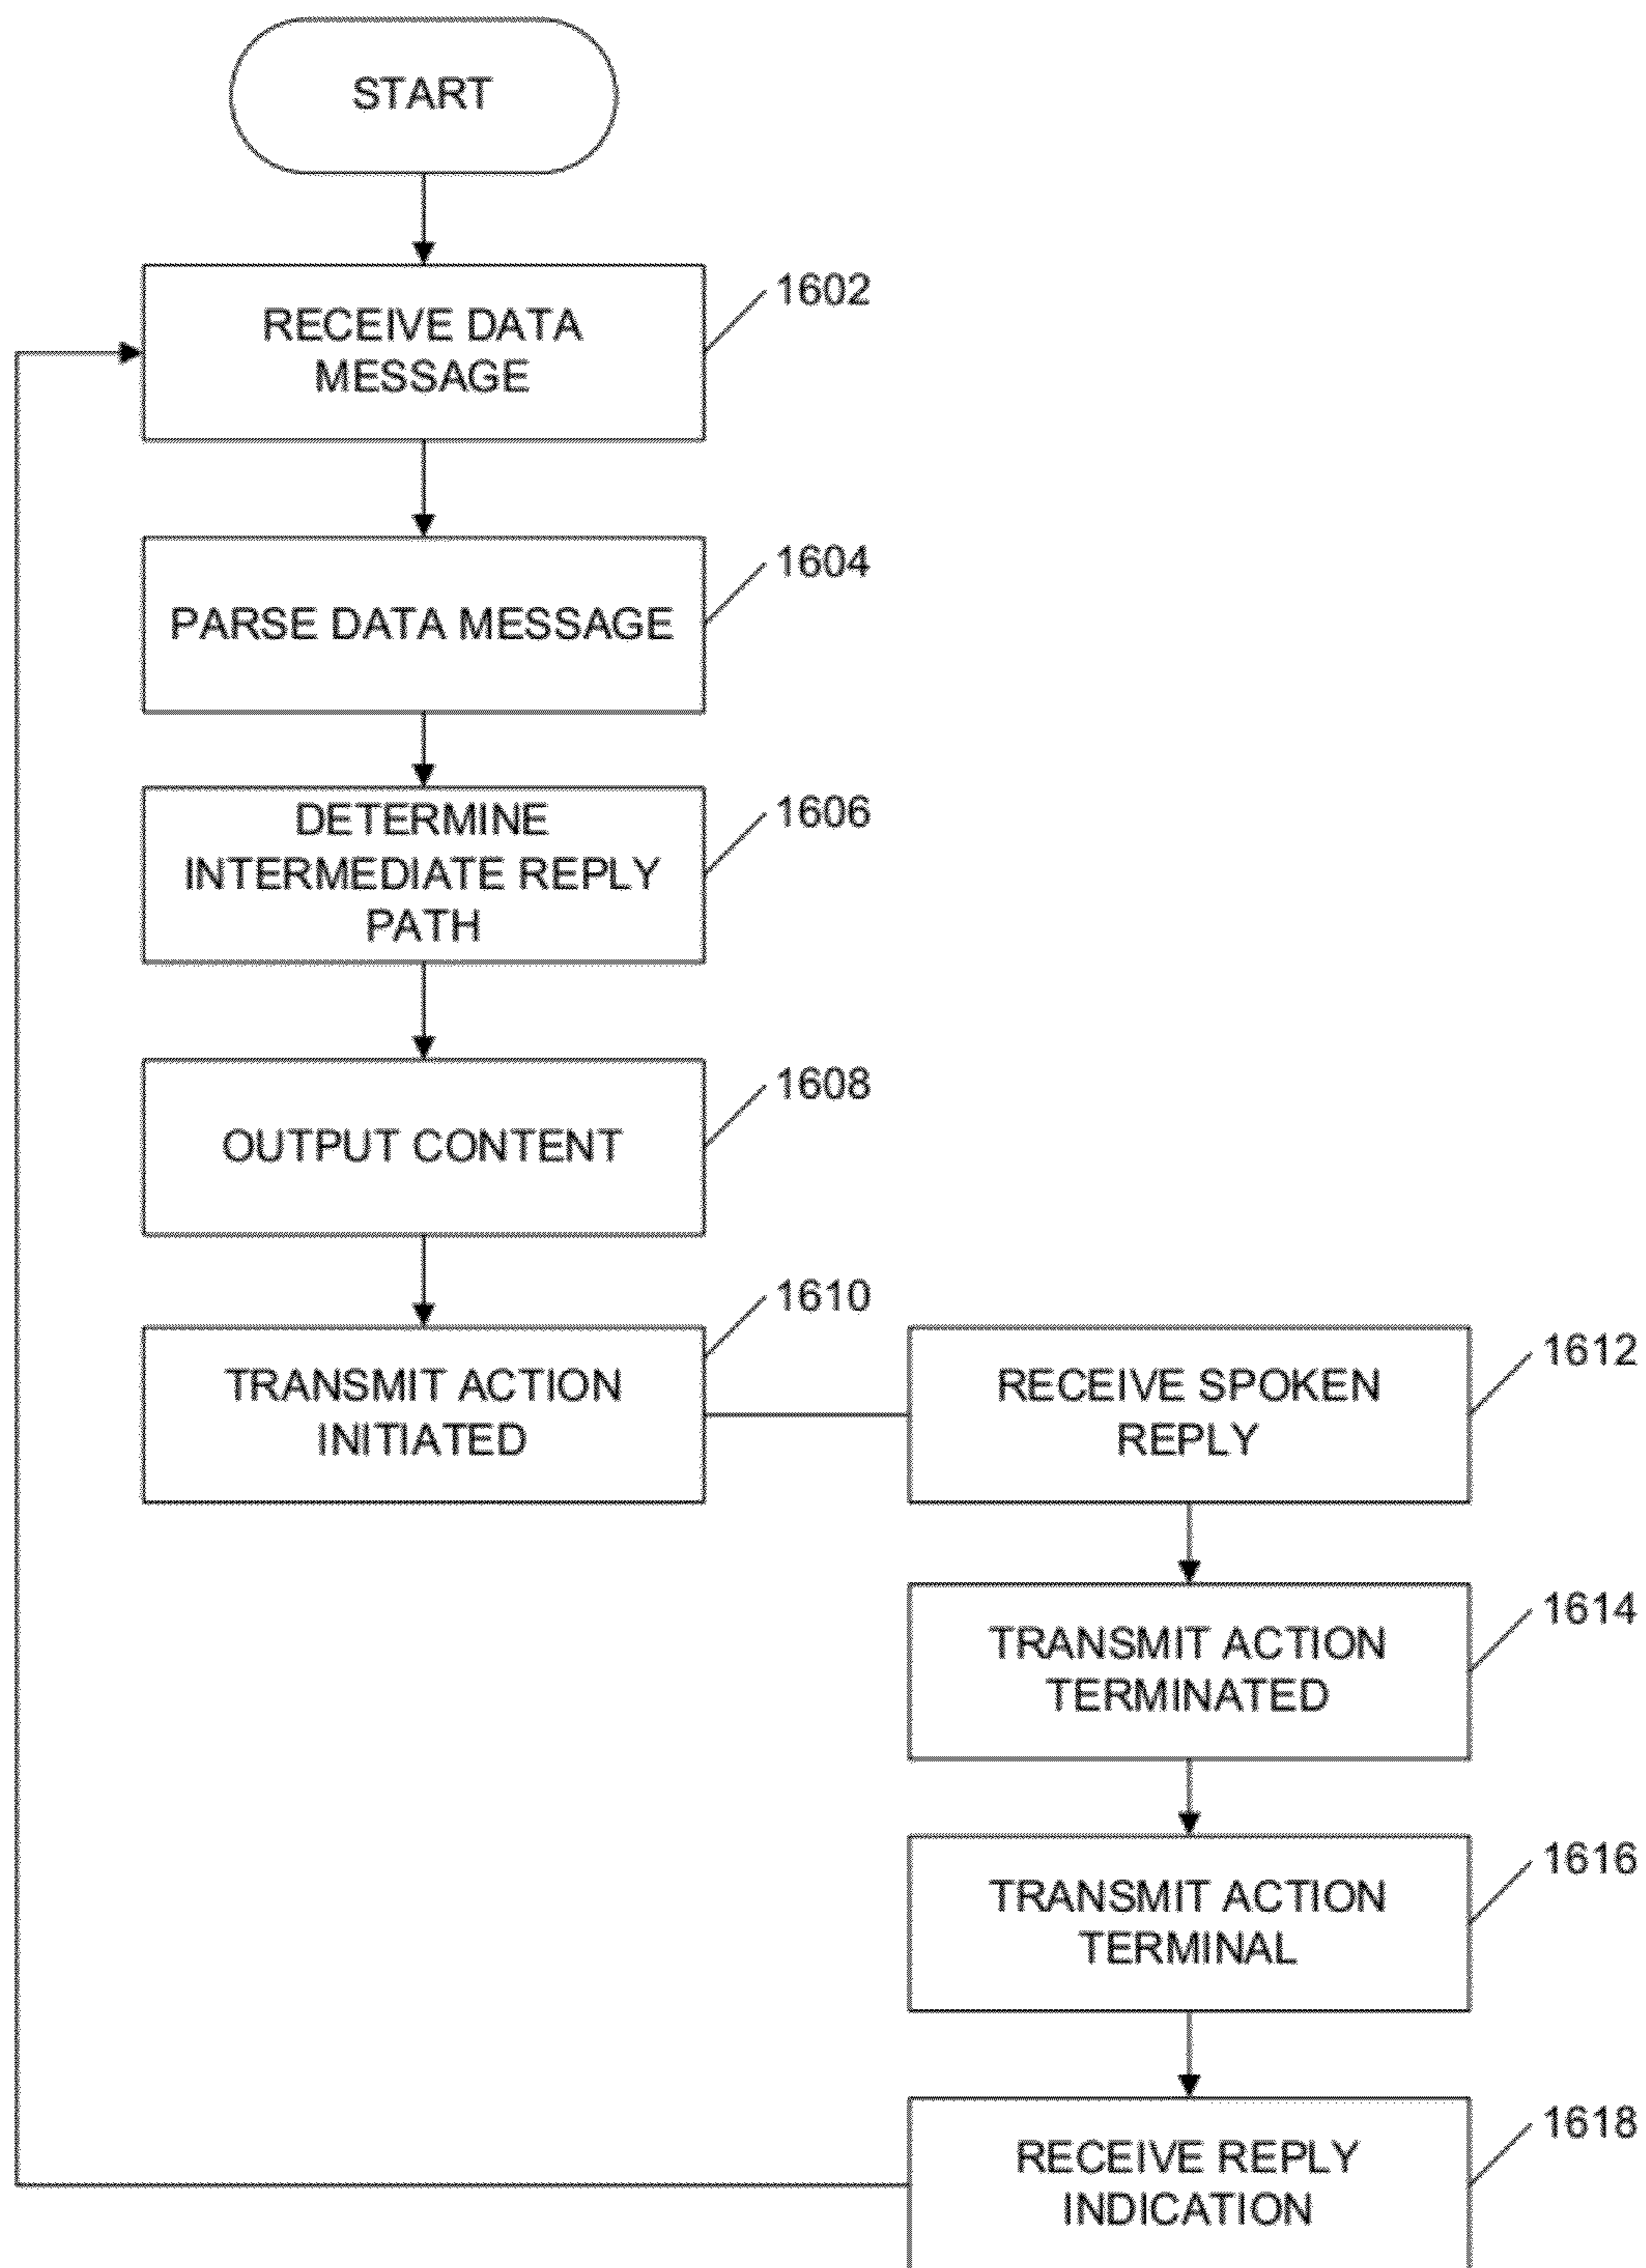 START
1602
RECEIVE DATA
MESSAGE
1604
PARSE DATA MESSAGE
1606
DETERMINE
INTERMEDIATE REPLY
PATH
1608
OUTPUT CONTENT
1610
TRANSMIT ACTION
INITIATED
1612
RECEIVE SPOKEN
REPLY
1614
TRANSMIT ACTION
TERMINATED
1616
TRANSMIT ACTION
TERMINAL
1618
RECEIVE REPLY
INDICATION